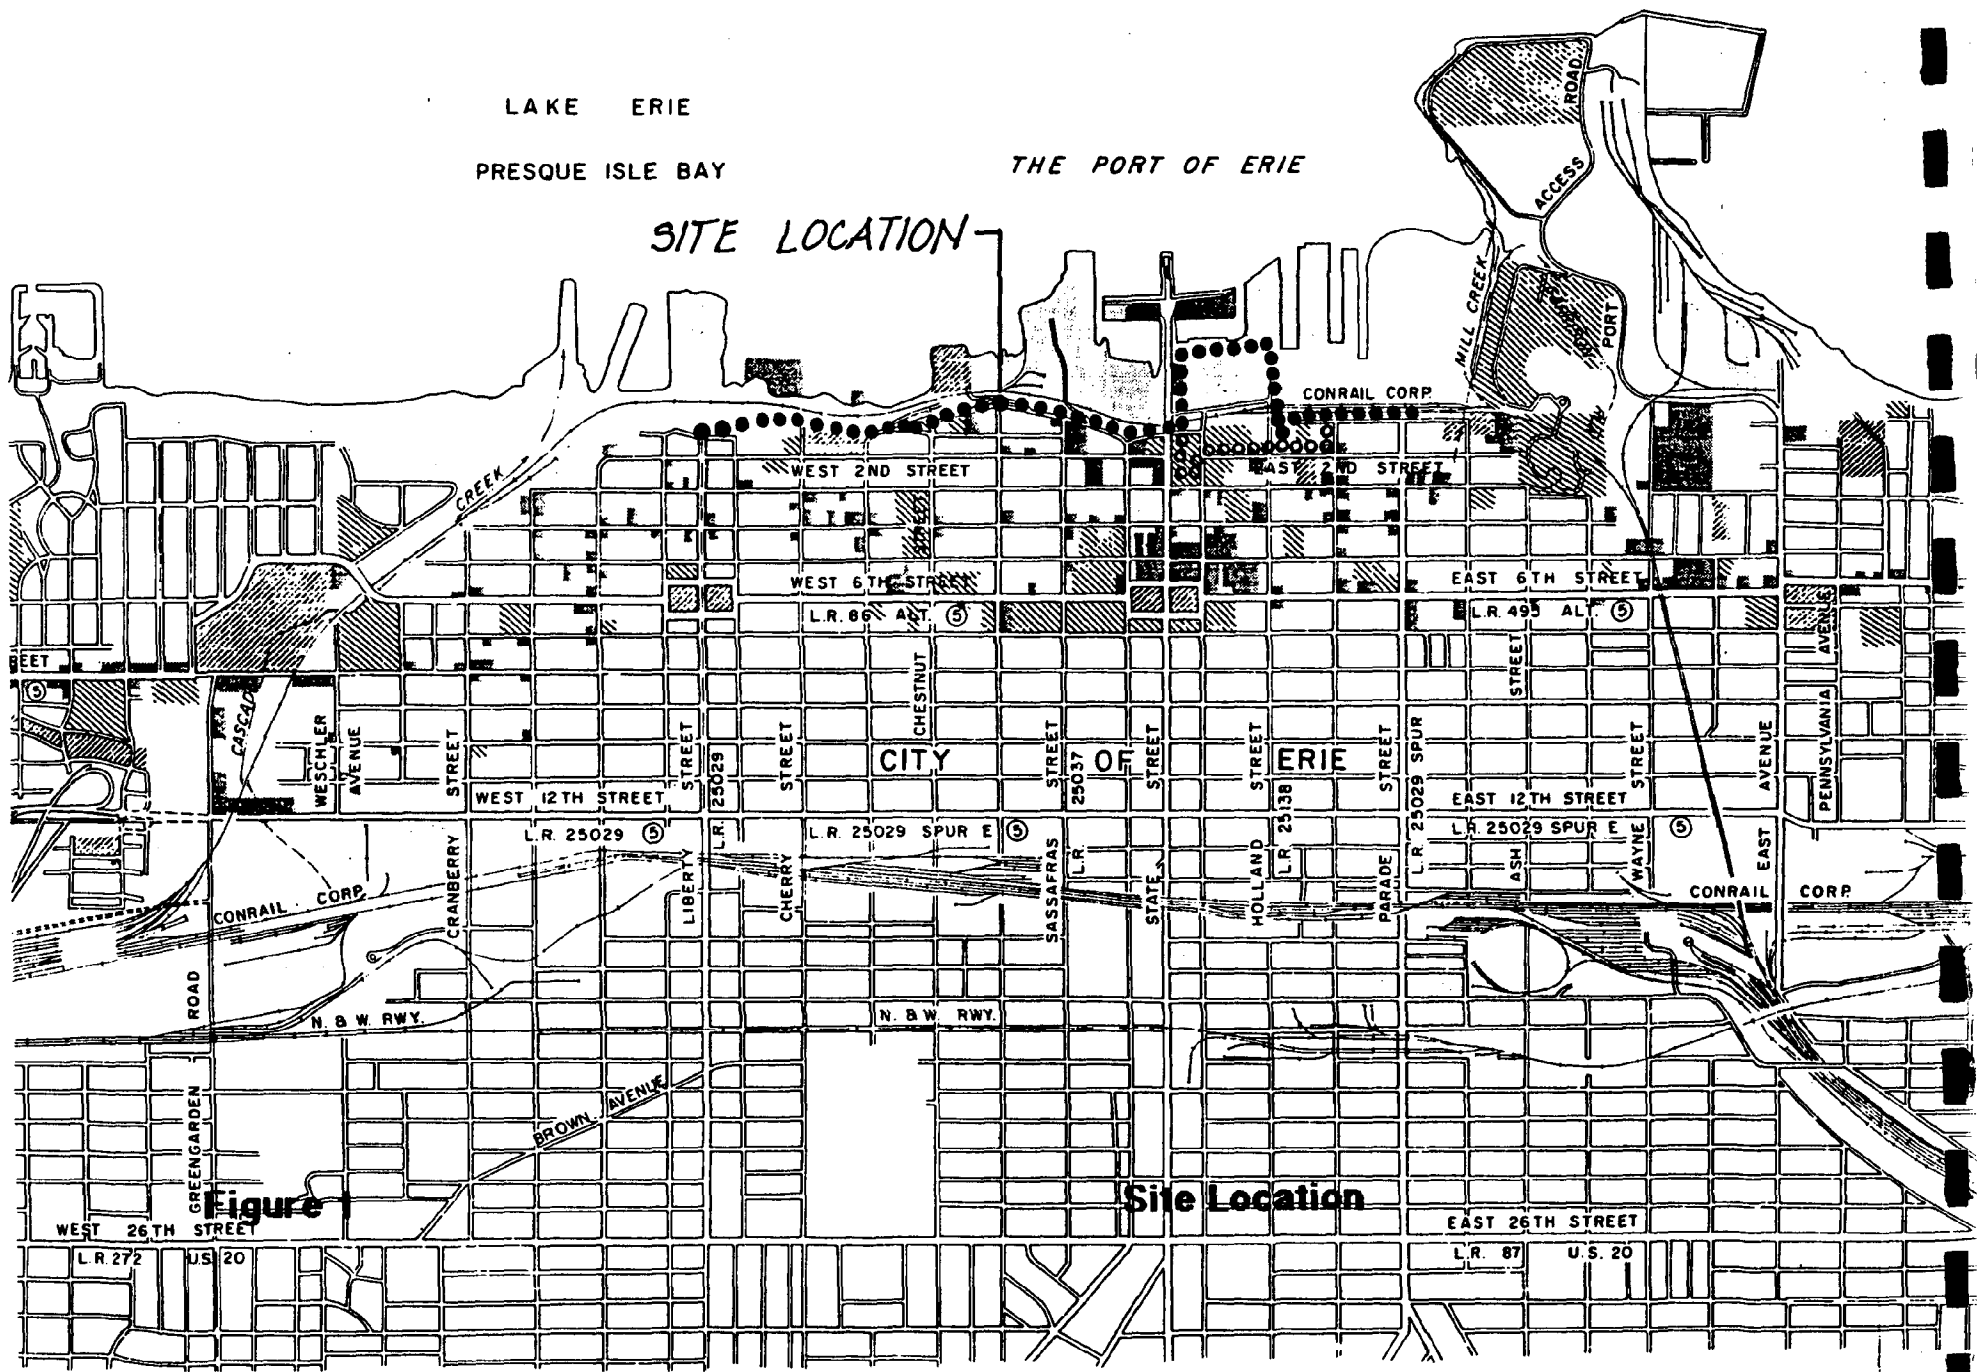 LAKE ERIE
PRESQUE ISLE BAY
THE PORT OF ERIE
SITE LOCATION
ROAD
ACCESS
PORT
MILL CREEK
CONRAIL CORP.
CREEK
WEST 2ND STREET
EAST 2ND STREET
STREET
WEST 6TH STREET
L.R. 86 ALT. 5
EAST 6TH STREET
L.R. 495 ALT. 5
EET
5
CASCAD
WESCHLER
AVENUE
STREET
STREET
L.R. 25029
STREET
CHESTNUT
CITY OF ERIE
STREET
L.R. 25037
STREET
STREET
L.R. 25138
STREET
L.R. 25029 SPUR
STREET
STREET
AVENUE
PENNSYLVANIA AVENUE
WEST 12TH STREET
L.R. 25029 5
L.R. 25029 SPUR E 5
EAST 12TH STREET
L.R. 25029 SPUR E 5
CRANBERRY
LIBERTY
CHERRY
SASSAFRAS
STATE
HOLLAND
PARADE
ASH
WAYNE
EAST
CONRAIL CORP.
CONRAIL CORP.
GREENGARDEN ROAD
N. & W. RWY.
N. & W. RWY.
BROWN AVENUE
Figure 1
Site Location
WEST 26TH STREET
L.R. 272 U.S. 20
EAST 26TH STREET
L.R. 87 U.S. 20